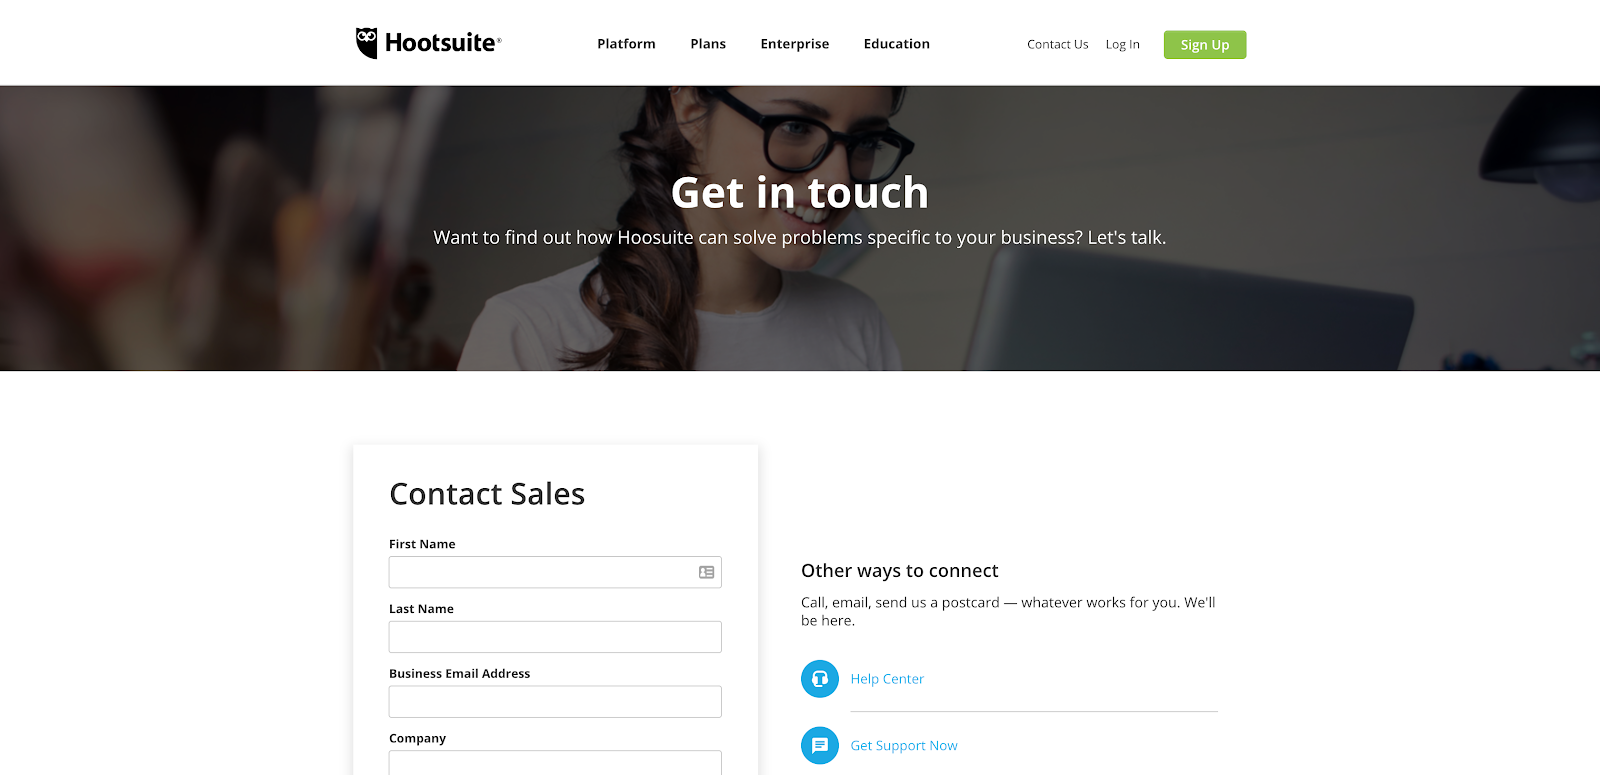 Hootsuite®
Platform
Plans
Enterprise
Education
Contact Us
Log In
Sign Up
Get in touch
Want to find out how Hoosuite can solve problems specific to your business? Let's talk.
Contact Sales
First Name
Last Name
Business Email Address
Company
Other ways to connect
Call, email, send us a postcard — whatever works for you. We'll
be here.
Help Center
Get Support Now